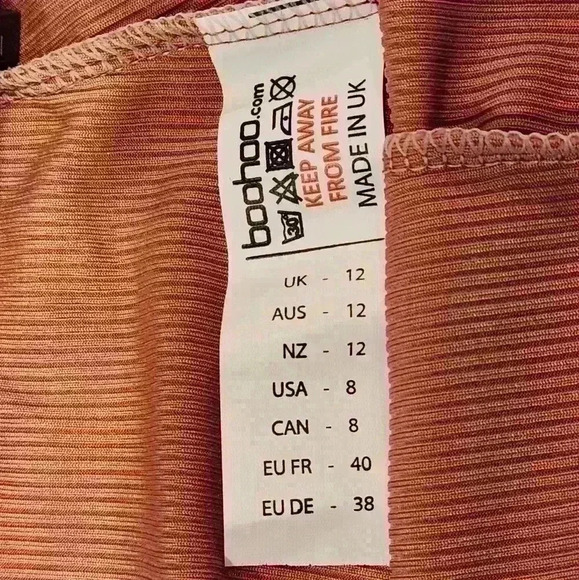 boohoo.com
30
KEEP AWAY
FROM FIRE
MADE IN UK
UK - 12
AUS - 12
NZ - 12
USA - 8
CAN - 8
EU FR - 40
EU DE - 38